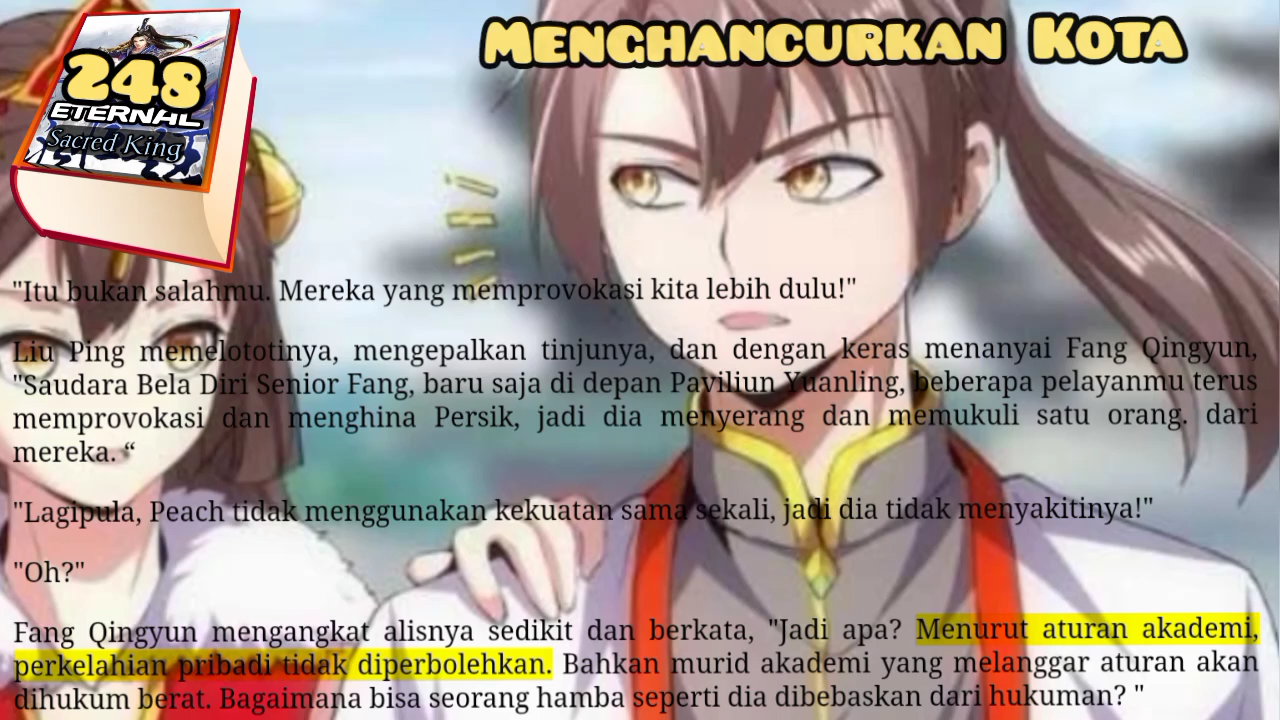 Menghancurkan Kota
248
ETERNAL
Sacred King
"Itu bukan salahmu. Mereka yang memprovokasi kita lebih dulu!"
Liu Ping memelototinya, mengepalkan tinjunya, dan dengan keras menanyai Fang Qingyun,
"Saudara Bela Diri Senior Fang, baru saja di depan Paviliun Yuanling, beberapa pelayanmu terus
memprovokasi dan menghina Persik, jadi dia menyerang dan memukuli satu orang. dari
mereka. “
"Lagipula, Peach tidak menggunakan kekuatan sama sekali, jadi dia tidak menyakitinya!"
"Oh?"
Fang Qingyun mengangkat alisnya sedikit dan berkata, "Jadi apa? Menurut aturan akademi,
perkelahian pribadi tidak diperbolehkan. Bahkan murid akademi yang melanggar aturan akan
dihukum berat. Bagaimana bisa seorang hamba seperti dia dibebaskan dari hukuman? "